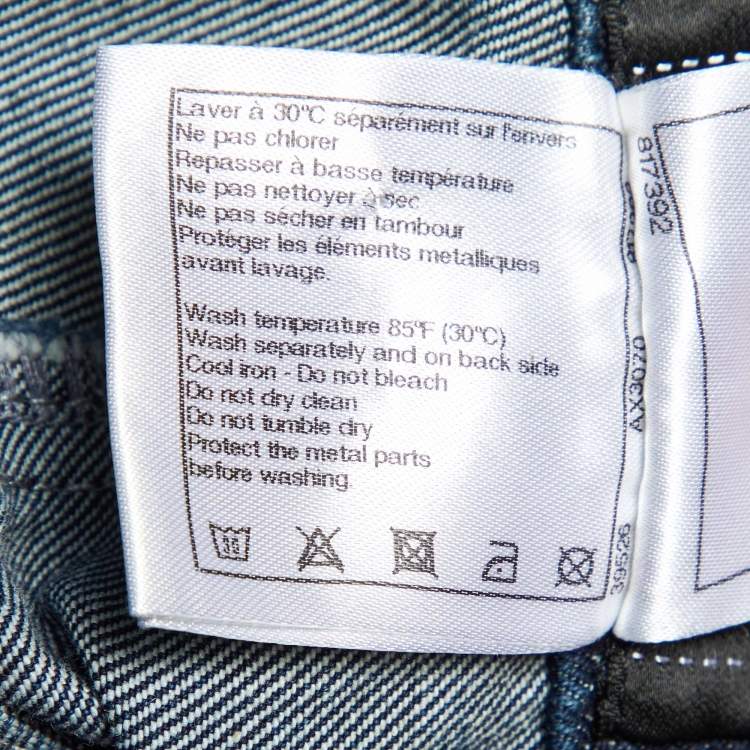 Laver à 30°C séparément sur l'envers
Ne pas chlorer
Repasser à basse température
Ne pas nettoyer à sec
Ne pas sécher en tambour
Protéger les éléments metalliques
avant lavage.
Wash temperature 85°F (30°C)
Wash separately and on back side
Cool iron - Do not bleach
Do not dry clean
Do not tumble dry
Protect the metal parts
before washing.
817392
AX3070
39526